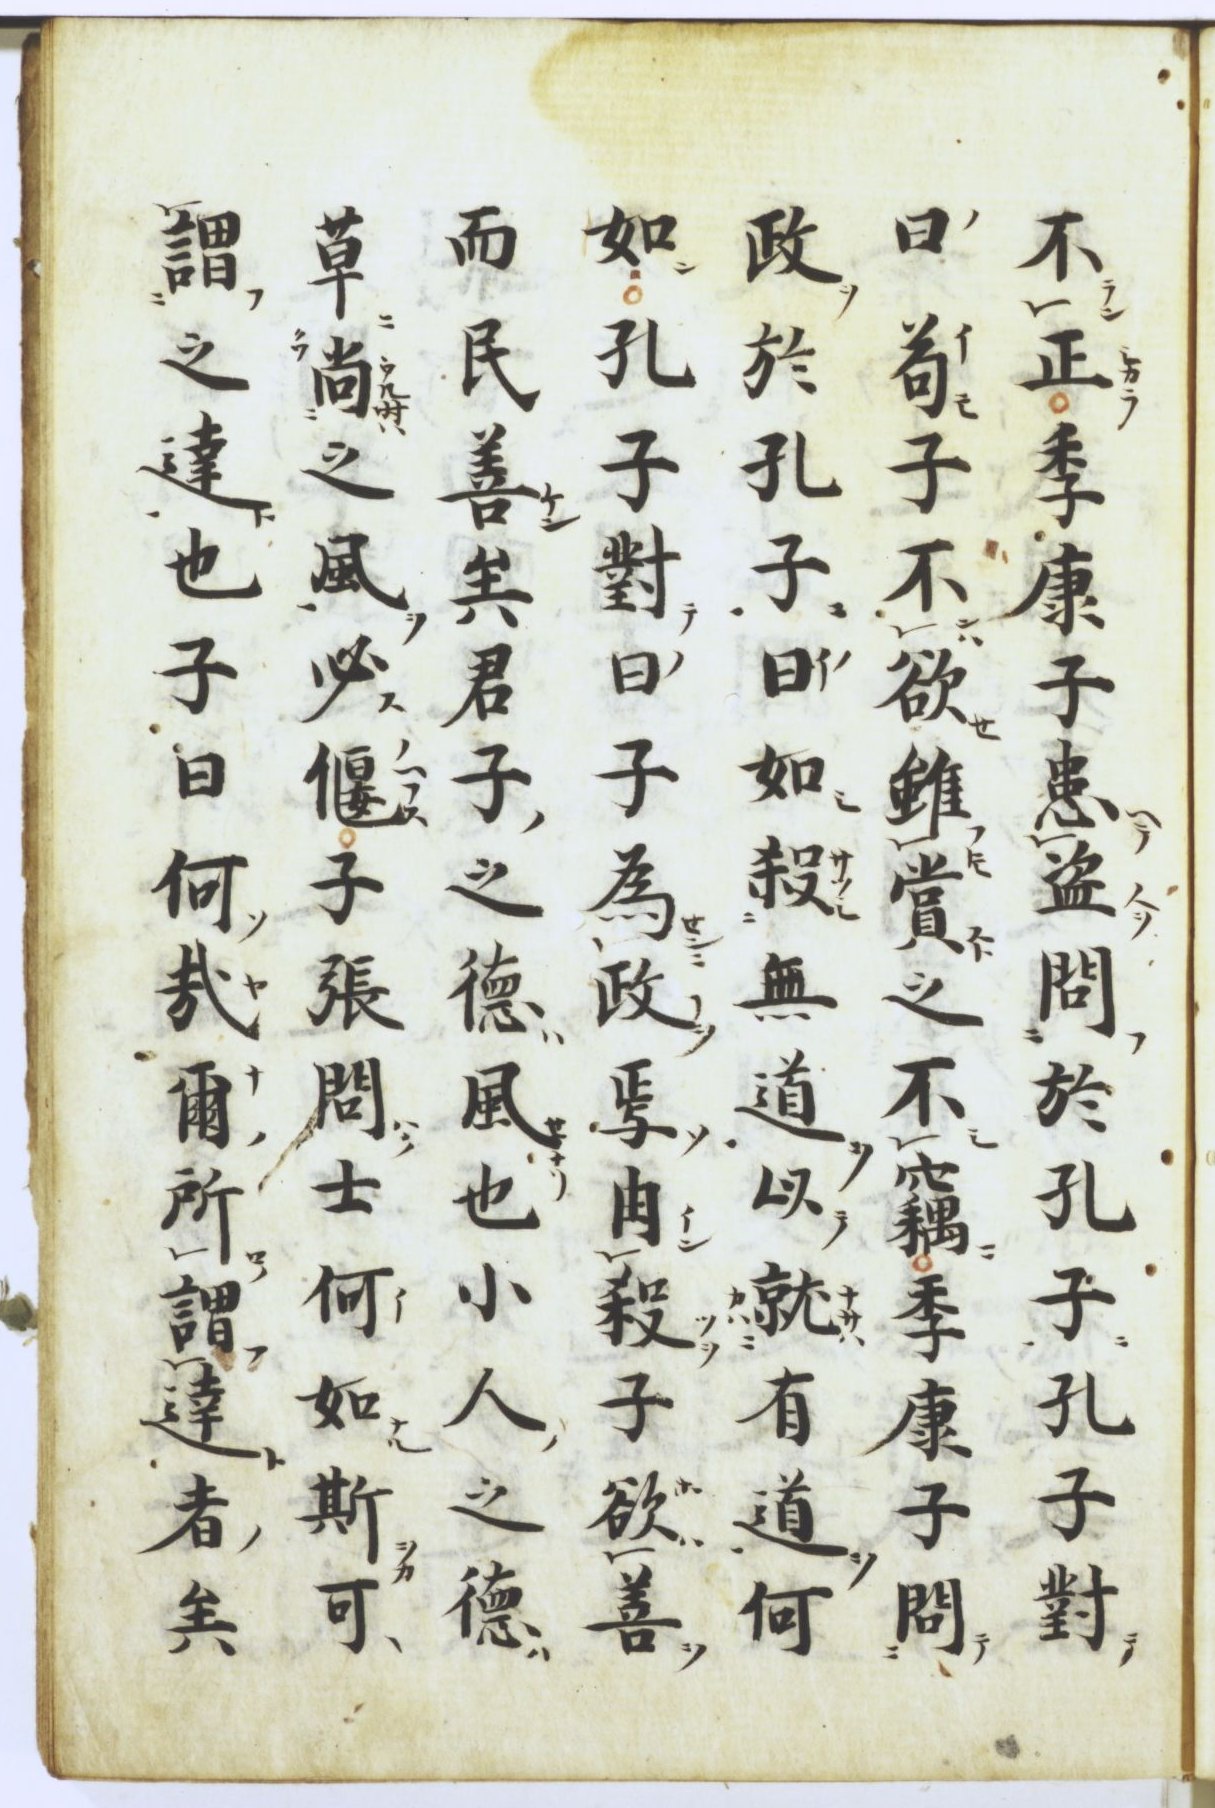 不正季康子患盗問於孔子孔子對
曰苟子不欲雖賞之不竊季康子問
政於孔子曰如殺無道以就有道何
如孔子對曰子為政焉用殺子欲善
而民善矣君子之德風也小人之德
草尚之風必偃子張問士何如斯可
謂之達也子曰何哉爾所謂達者矣